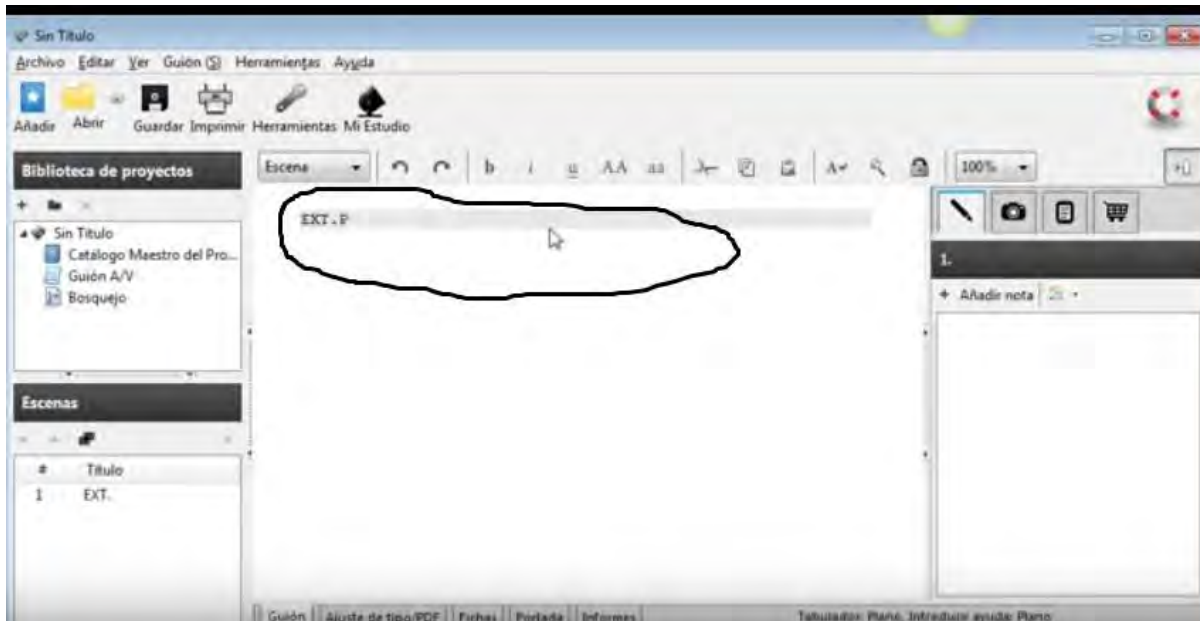 Sin Título
Archivo Editar Ver Guión (S) Herramientas Ayuda
Añadir Abrir Guardar Imprimir Herramientas Mi Estudio
Biblioteca de proyectos
Escena
b i u AA aa
100%
Sin Título
Catálogo Maestro del Pro...
Guión A/V
Bosquejo
EXT.P
1.
+ Añadir nota
Escenas
# Título
1 EXT.
Guión Ajuste de tipo/PDF Fichas Portada Informes
Tabulador: Plano, Introducir ayuda: Plano